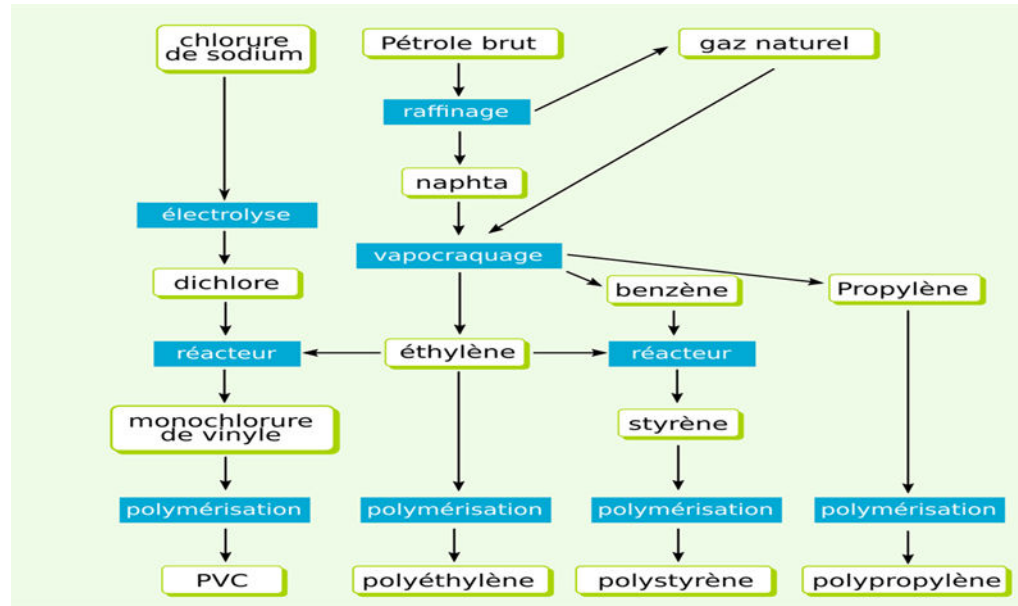 chlorure
de sodium
Pétrole brut
gaz naturel
raffinage
naphta
électrolyse
vapocraquage
dichlore
benzène
Propylène
réacteur
éthylène
réacteur
monochlorure
de vinyle
styrène
polymérisation
polymérisation
polymérisation
polymérisation
PVC
polyéthylène
polystyrène
polypropylène